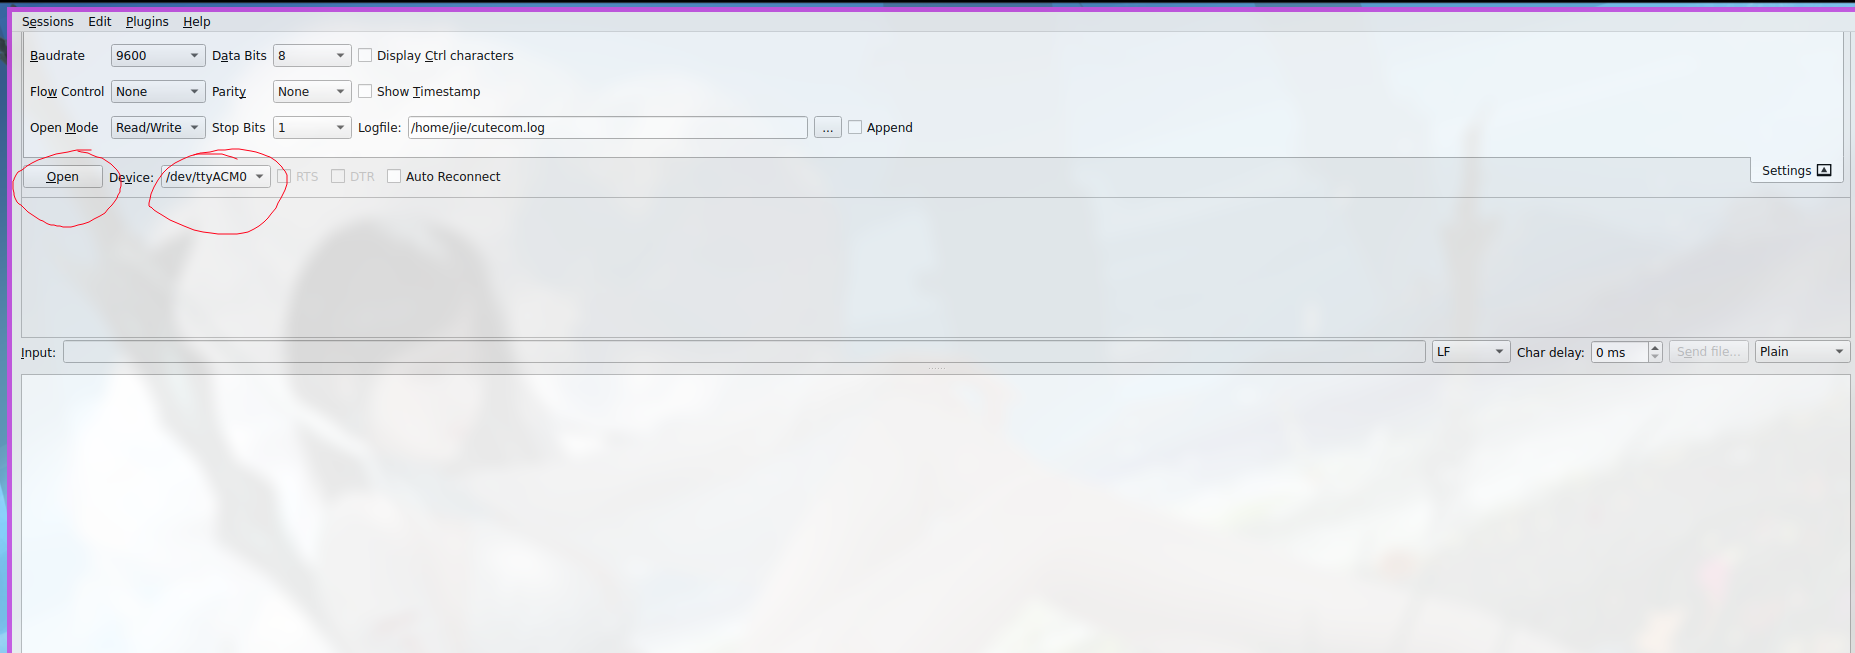 Sessions Edit Plugins Help
Baudrate 9600 Data Bits 8 Display Ctrl characters
Flow Control None Parity None Show Timestamp
Open Mode Read/Write Stop Bits 1 Logfile: /home/jie/cutecom.log ... Append
Open Device: /dev/ttyACM0 RTS DTR Auto Reconnect Settings
Input: LF Char delay: 0 ms Send file... Plain